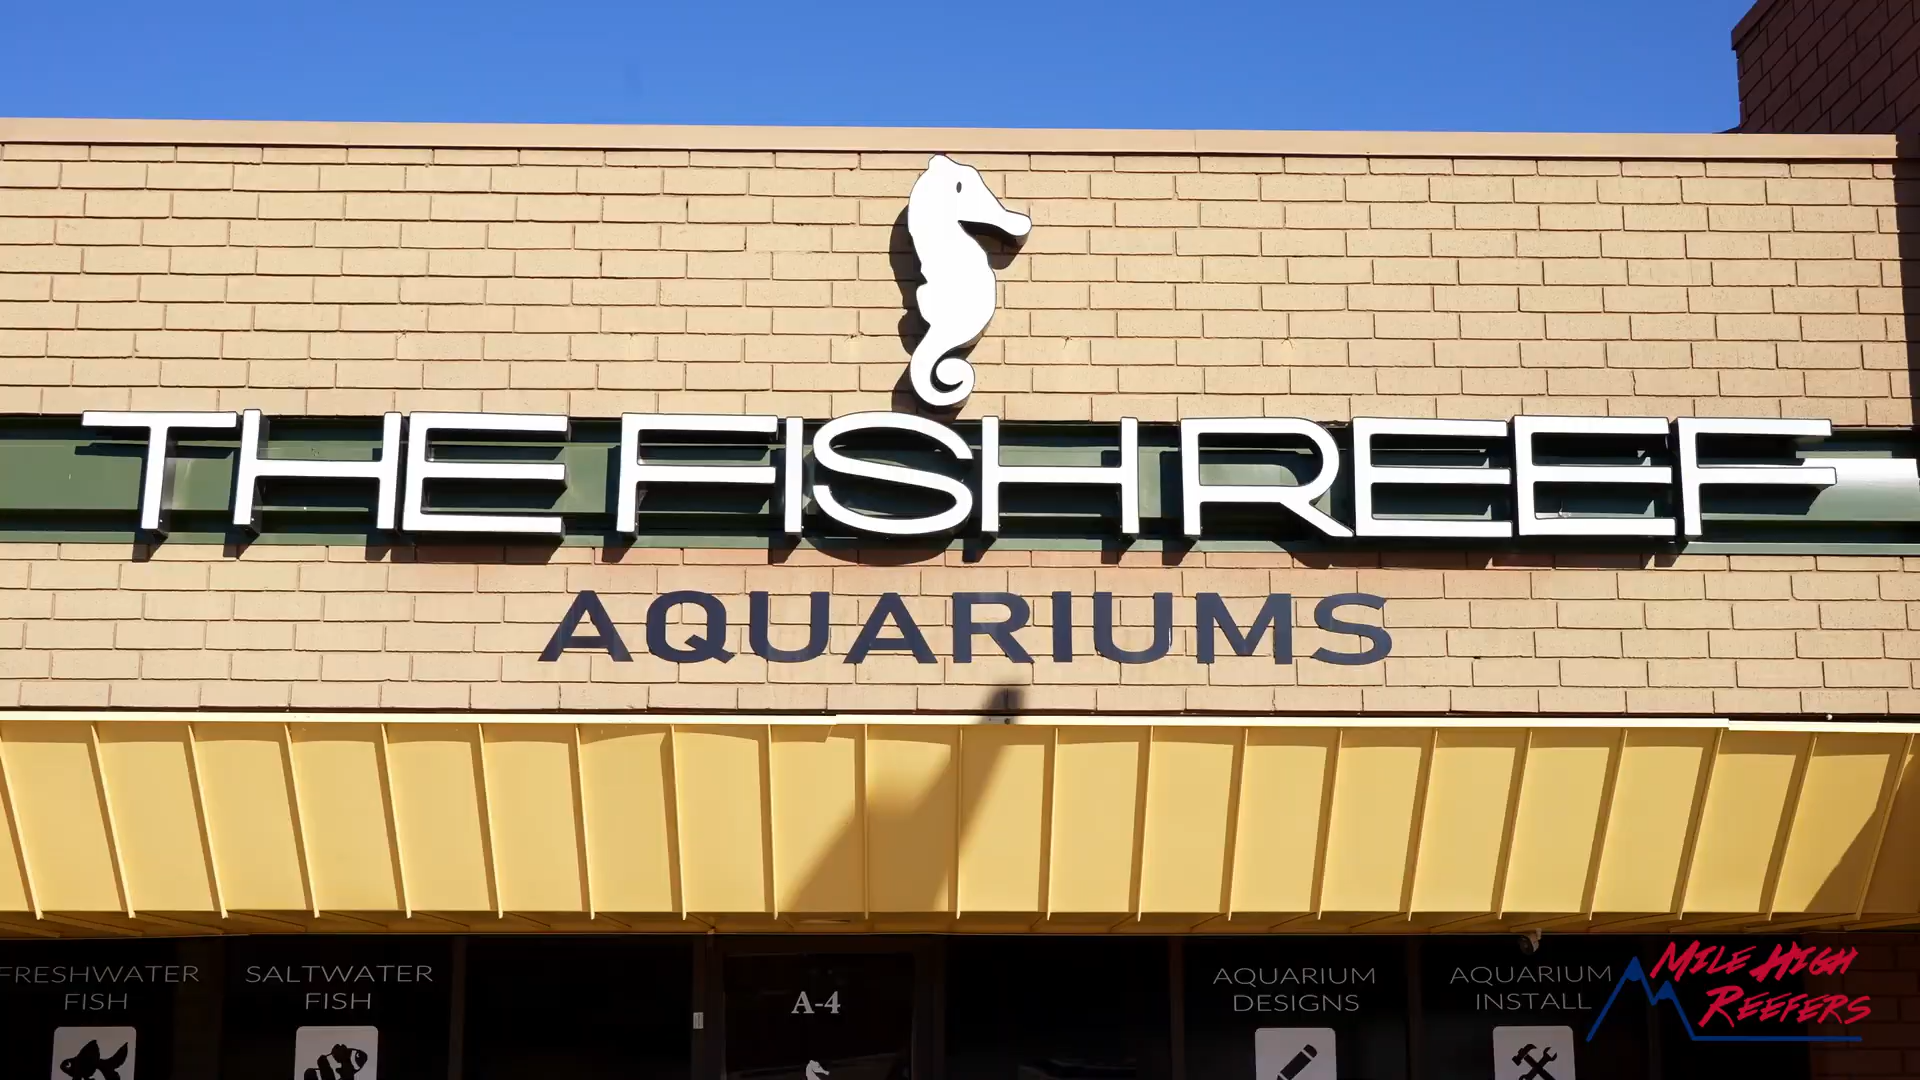 THE FISH REEF
AQUARIUMS
FRESHWATER
FISH
SALTWATER
FISH
A-4
AQUARIUM
DESIGNS
AQUARIUM
INSTALL
MILE HIGH
REEFERS